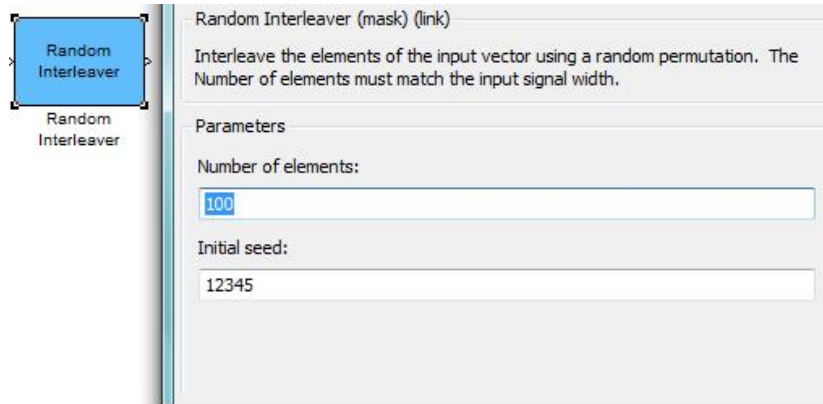 Random
Interleaver
Random
Interleaver
Random Interleaver (mask) (link)
Interleave the elements of the input vector using a random permutation. The
Number of elements must match the input signal width.
Parameters
Number of elements:
100
Initial seed:
12345